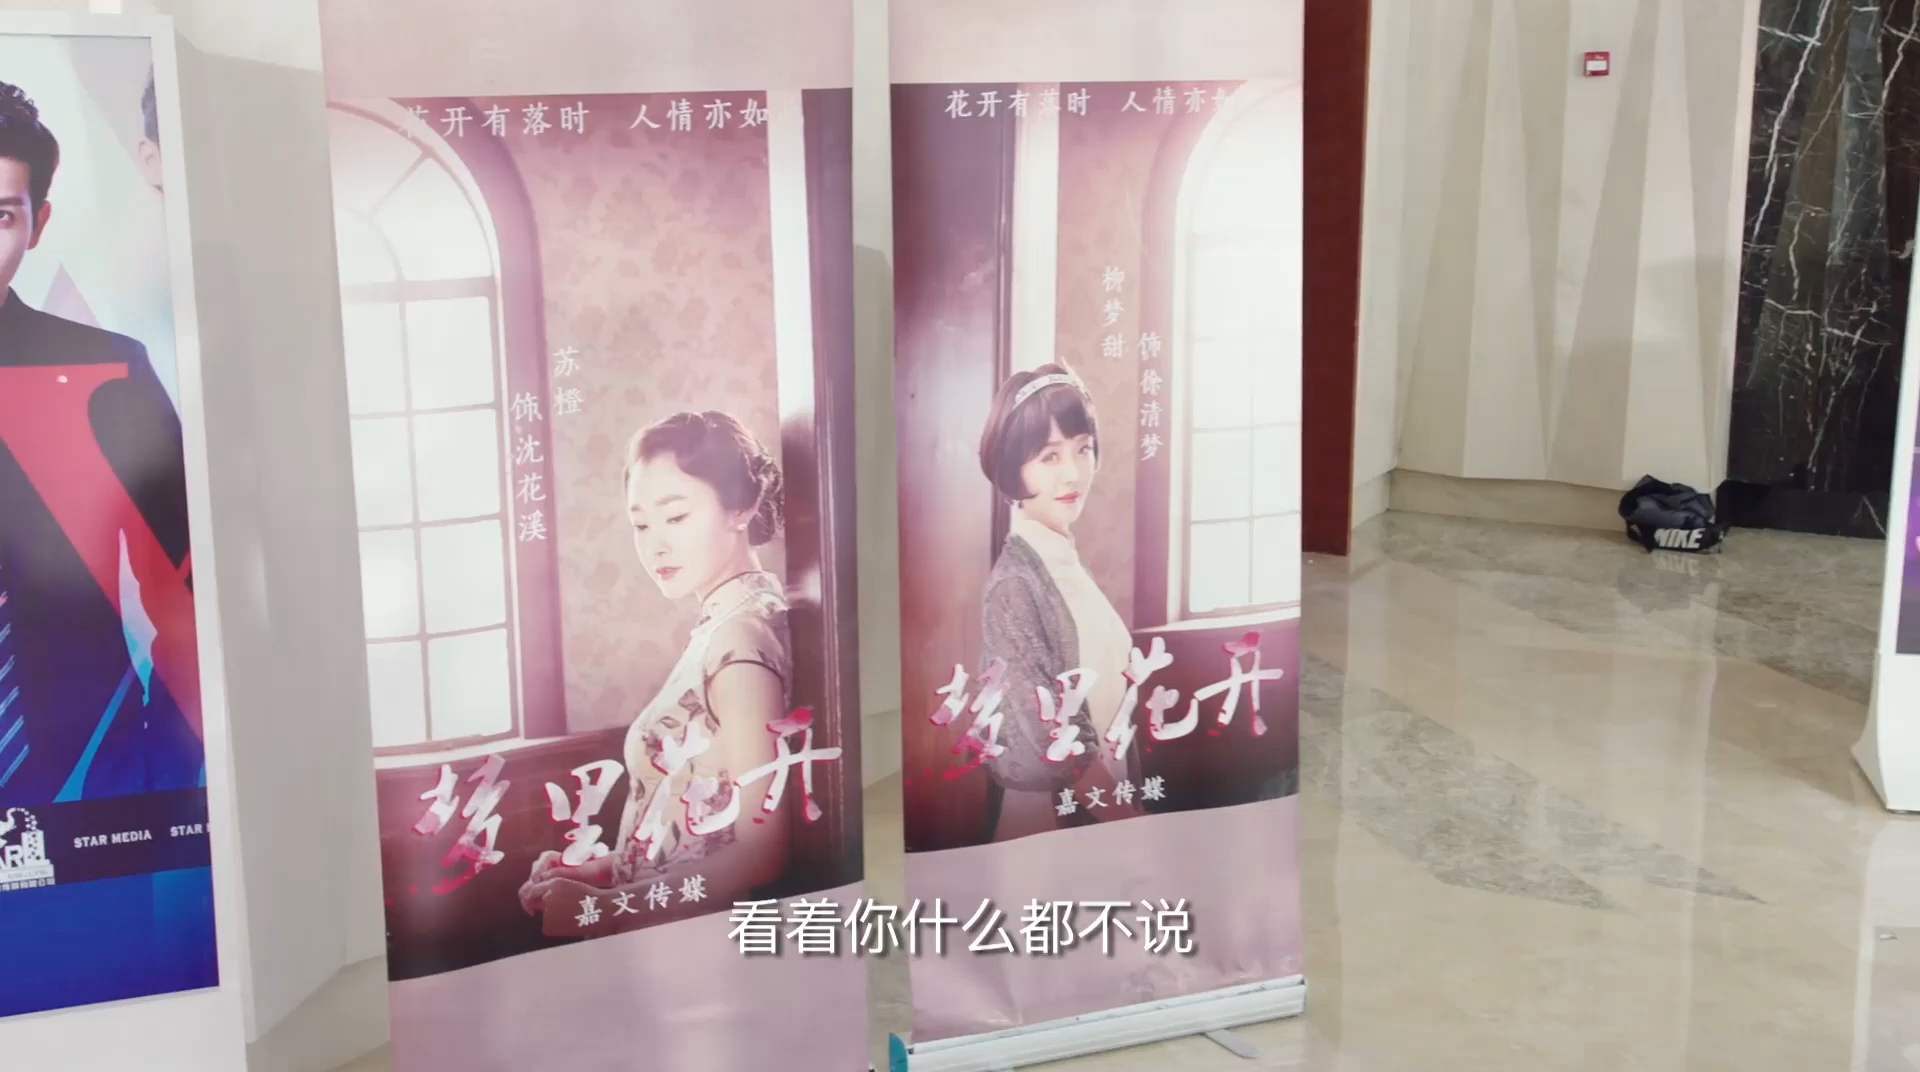 花开有落时 人情亦如
苏橙
饰沈花溪
梦里花开
嘉文传媒
花开有落时 人情亦如
柳梦甜
饰徐清梦
梦里花开
嘉文传媒
STAR MEDIA STAR
NIKE
看着你什么都不说